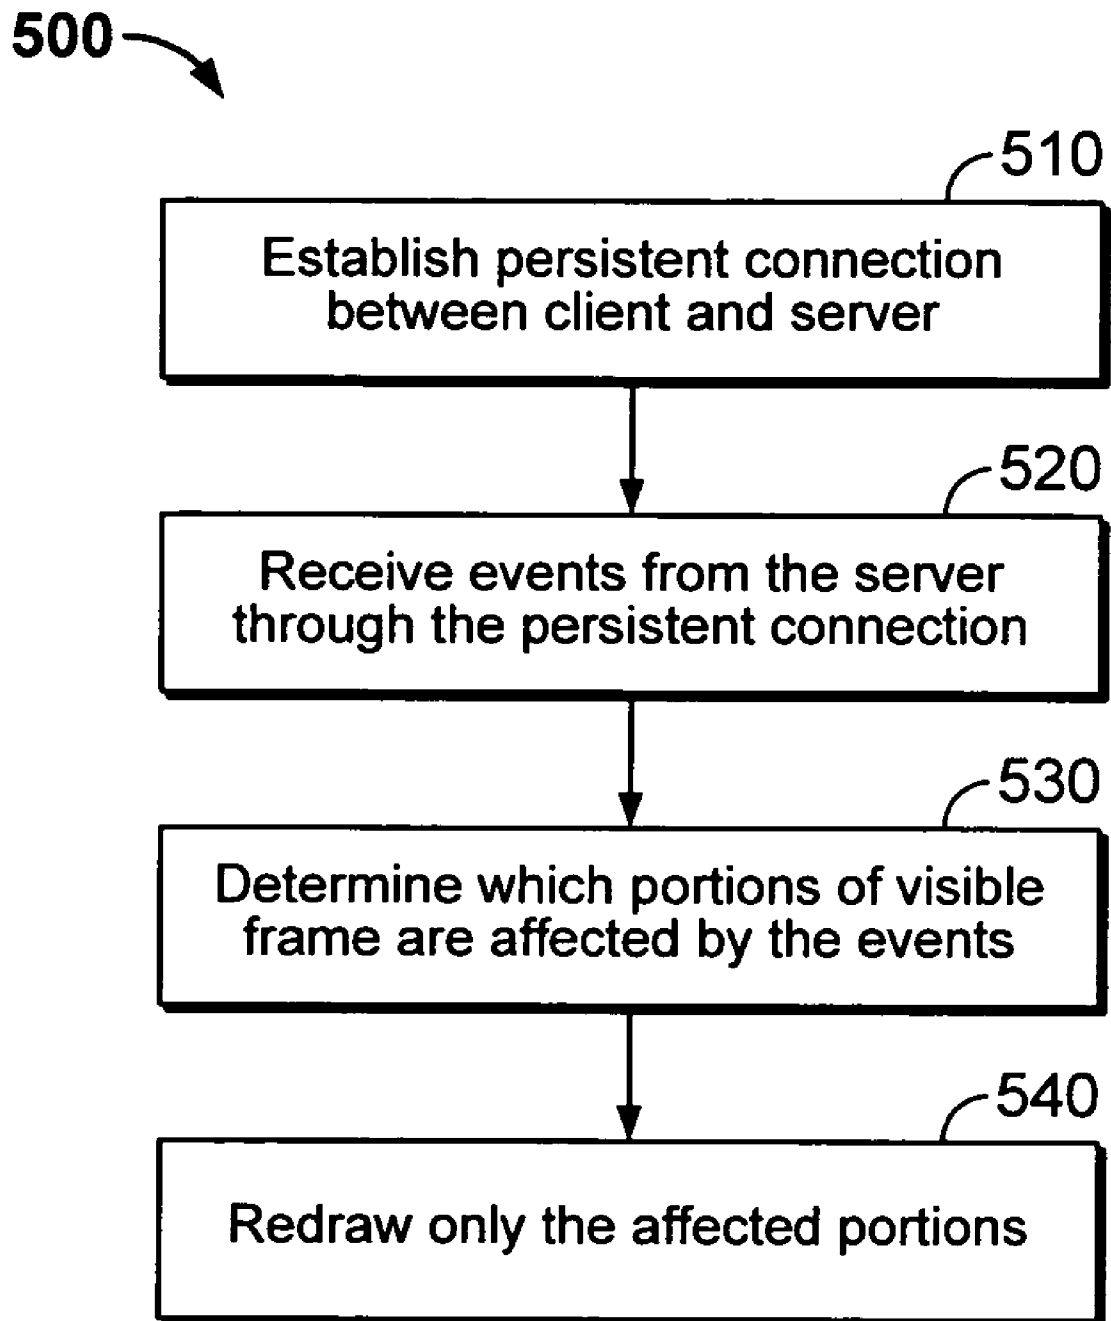 500
510
Establish persistent connection
between client and server
520
Receive events from the server
through the persistent connection
530
Determine which portions of visible
frame are affected by the events
540
Redraw only the affected portions